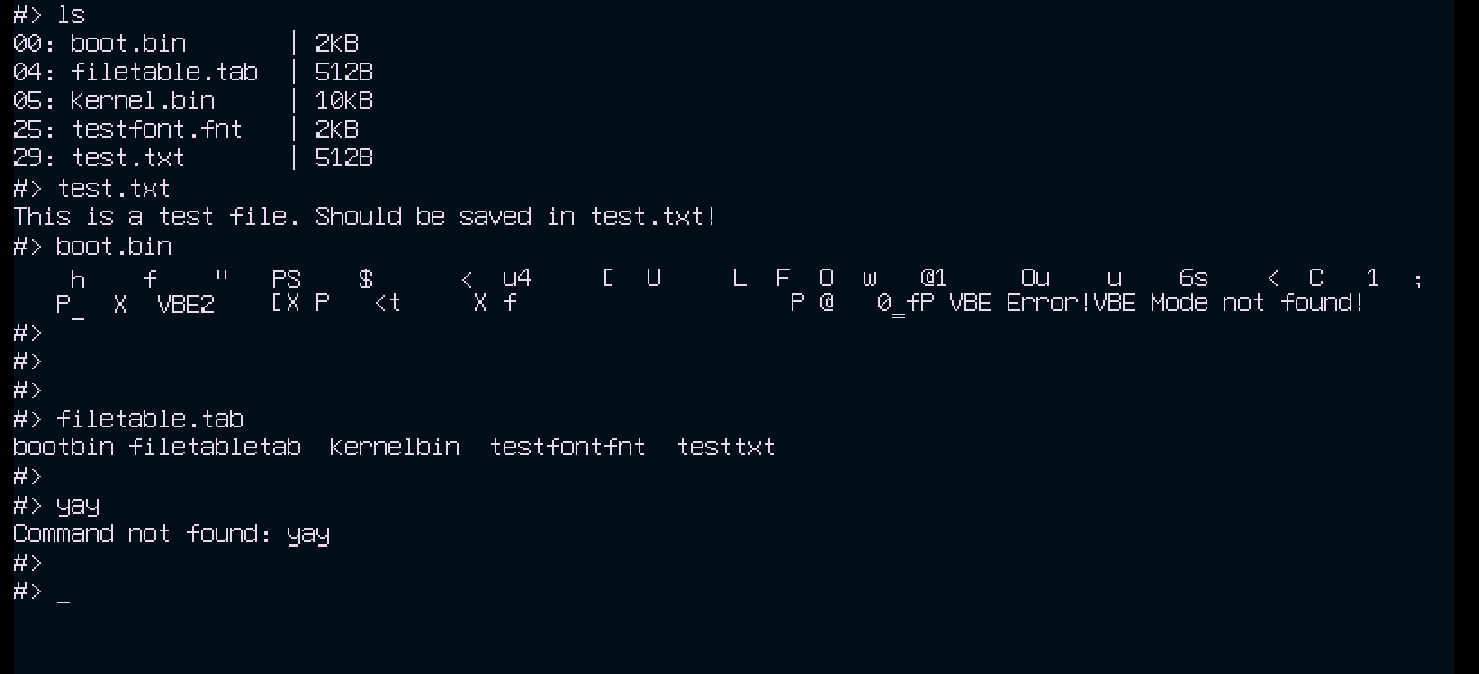 #> ls
00: boot.bin       | 2KB
04: filetable.tab  | 512B
05: kernel.bin     | 10KB
25: testfont.fnt   | 2KB
29: test.txt       | 512B
#> test.txt
This is a test file. Should be saved in test.txt!
#> boot.bin
    h    f    "   PS    $      <  u4     [  U     L  F  O  w   @1     Ou    u    6s    <  C   1  ;
   P_  X  VBE2    [X P   <t     X f                   P @   0_fP VBE Error!VBE Mode not found!
#>
#>
#>
#> filetable.tab
bootbin filetabletab  kernelbin  testfontfnt  testtxt
#>
#> yay
Command not found: yay
#>
#> _